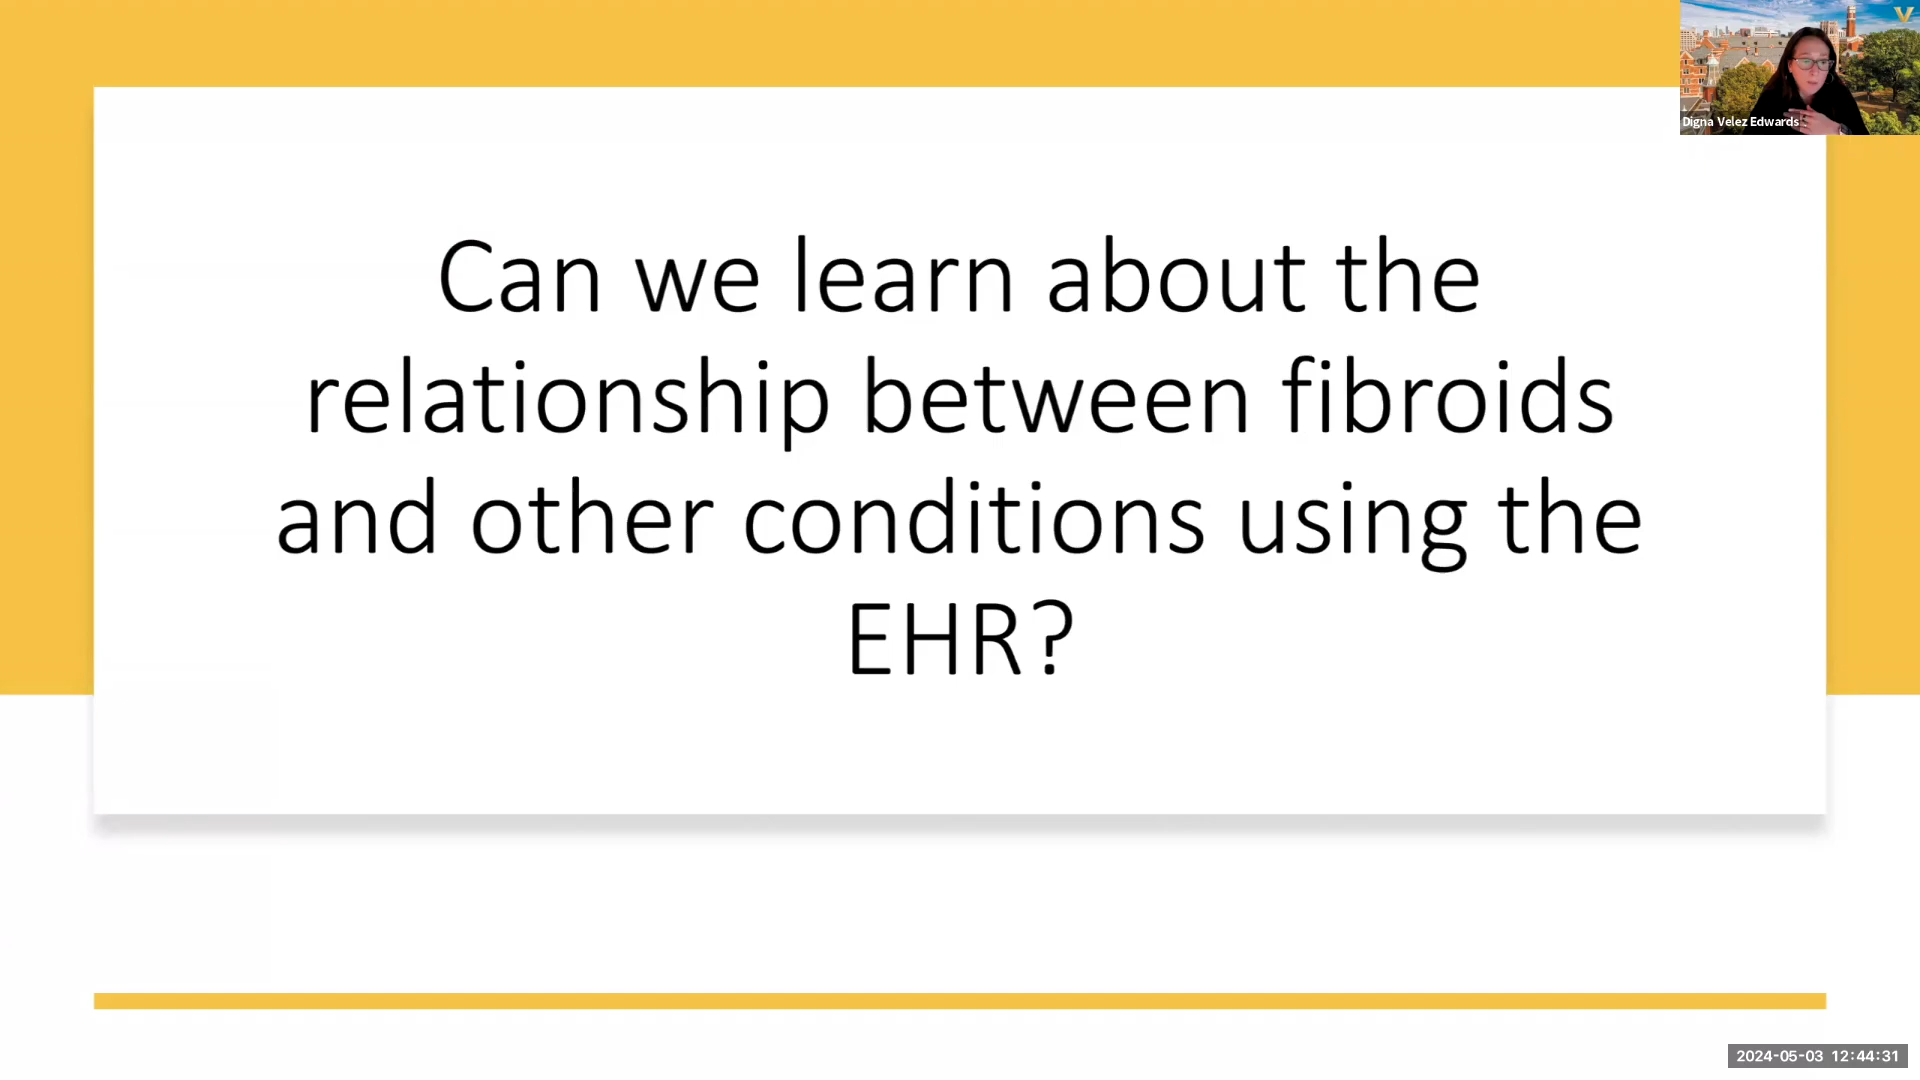 Can we learn about the
relationship between fibroids
and other conditions using the
EHR?
V
Digna Velez Edwards
2024-05-03 12:44:31